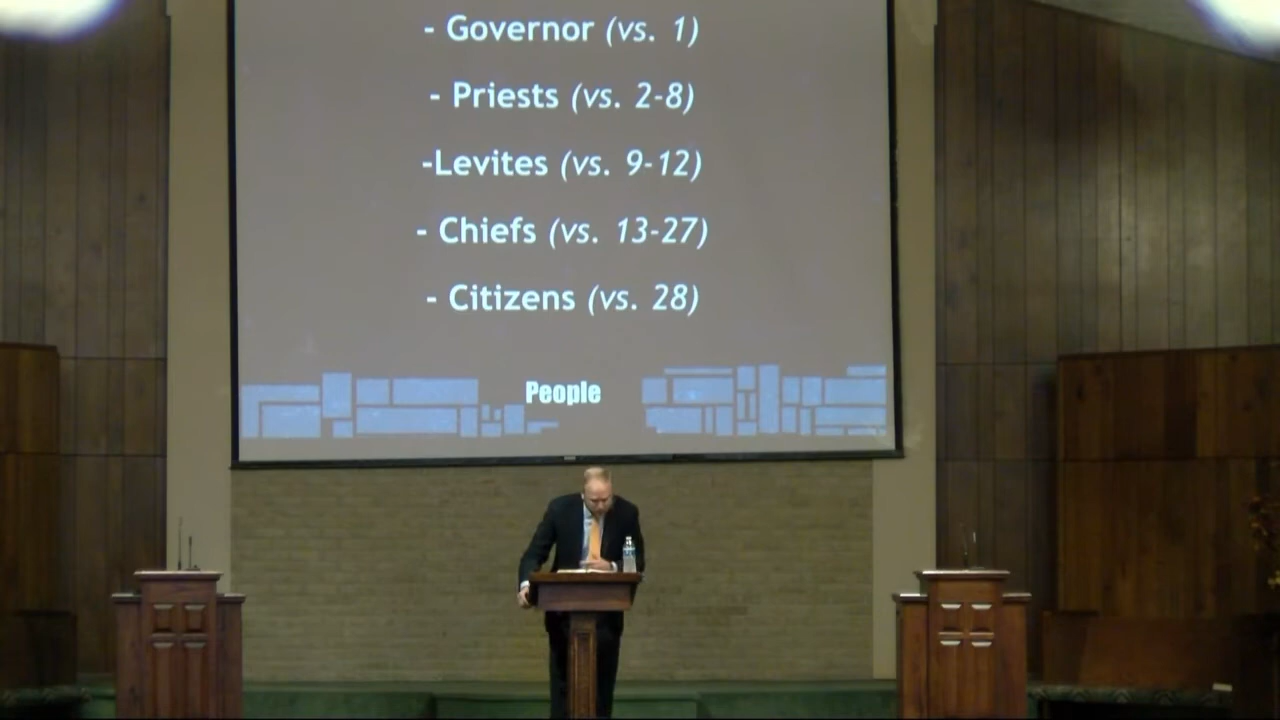 - Governor (vs. 1)
- Priests (vs. 2-8)
-Levites (vs. 9-12)
- Chiefs (vs. 13-27)
- Citizens (vs. 28)
People